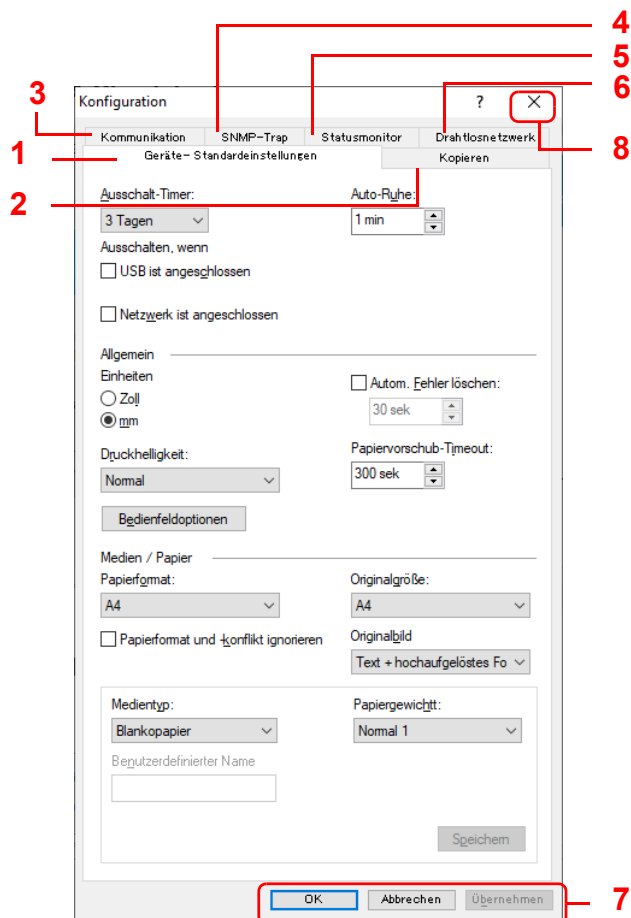 4
5
6
3
Konfiguration ? ×
Kommunikation SNMP-Trap Statusmonitor Drahtlosnetzwerk
8
1
Geräte- Standardeinstellungen Kopieren
2
Ausschalt-Timer: Auto-Ruhe:
3 Tagen 1 min
Ausschalten, wenn
USB ist angeschlossen
Netzwerk ist angeschlossen
Allgemein
Einheiten
Autom. Fehler löschen:
Zoll
30 sek
mm
Druckhelligkeit: Papiervorschub-Timeout:
Normal 300 sek
Bedienfeldoptionen
Medien / Papier
Papierformat: Originalgröße:
A4 A4
Papierformat und -konflikt ignorieren Originalbild
Text + hochaufgelöstes Fo
Medientyp: Papiergewichtt:
Blankopapier Normal 1
Benutzerdefinierter Name
Speichern
OK Abbrechen Übernehmen
7